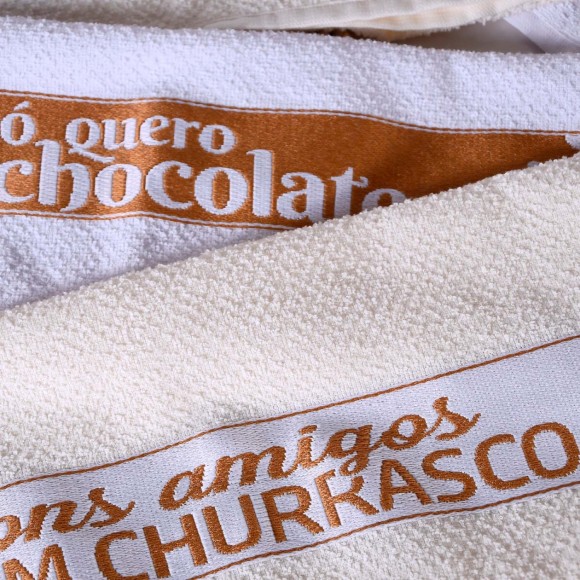 ó quero
chocolate
ons amigos
M CHURRASCO